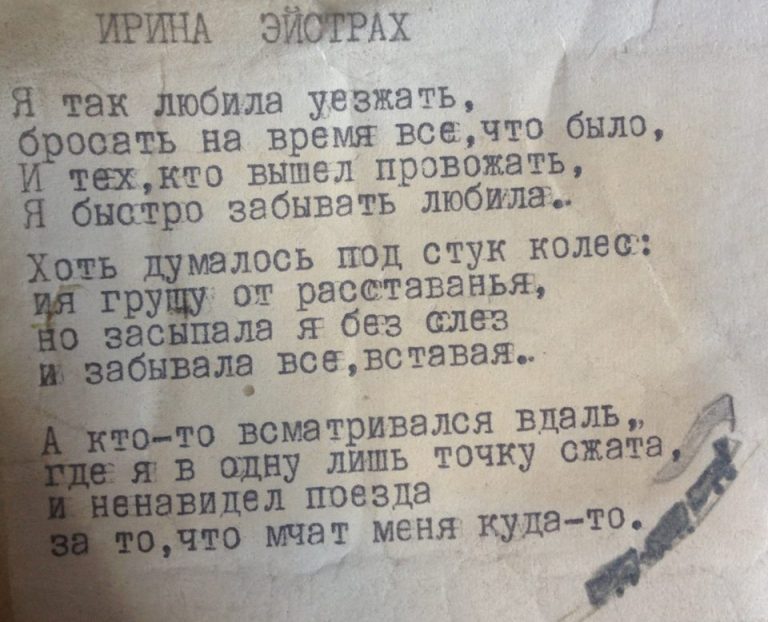 ИРИНА ЭЙСТРАХ
Я так любила уезжать,
бросать на время все,что было,
И тех,кто вышел провожать,
Я быстро забывать любила..
Хоть думалось под стук колес:
ия грущу от расставанья,
но засыпала я без слез
и забывала все,вставая..
А кто-то всматривался вдаль,,
где я в одну лишь точку сжата,
и ненавидел поезда
за то,что мчат меня куда-то.